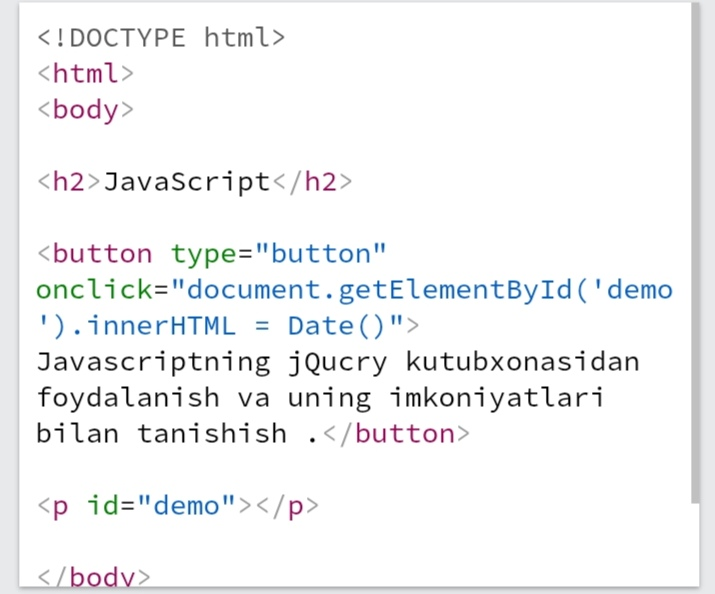 <!DOCTYPE html>
<html>
<body>
<h2>JavaScript</h2>
<button type="button"
onclick="document.getElementById('demo
').innerHTML = Date()">
Javascriptning jQucry kutubxonasidan
foydalanish va uning imkoniyatlari
bilan tanishish .</button>
<p id="demo"></p>
</body>